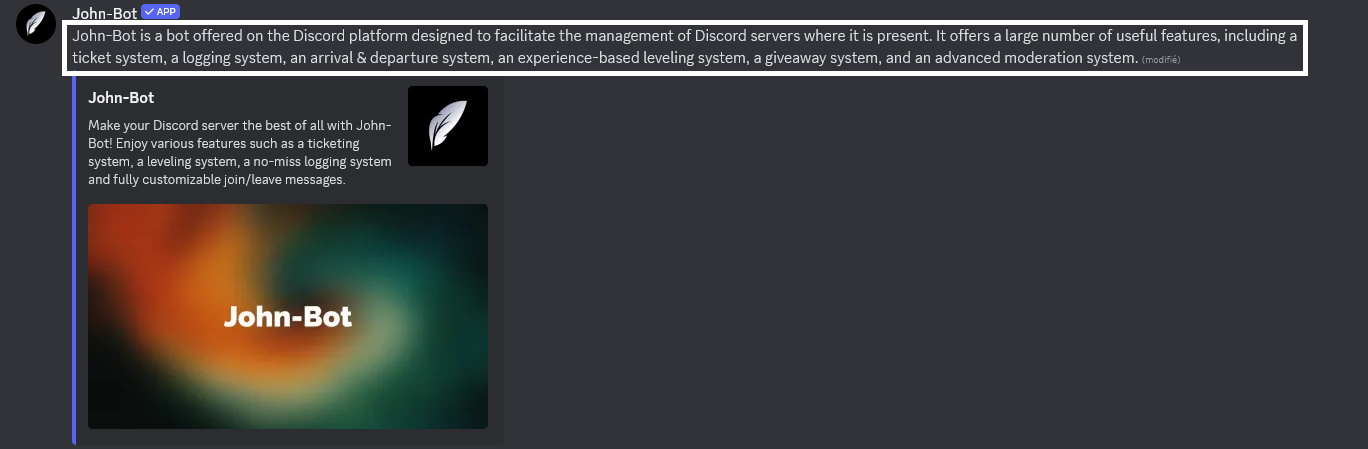 John-Bot ✓ APP
John-Bot is a bot offered on the Discord platform designed to facilitate the management of Discord servers where it is present. It offers a large number of useful features, including a
ticket system, a logging system, an arrival & departure system, an experience-based leveling system, a giveaway system, and an advanced moderation system. (modifié)
John-Bot
Make your Discord server the best of all with John-
Bot! Enjoy various features such as a ticketing
system, a leveling system, a no-miss logging system
and fully customizable join/leave messages.
John-Bot